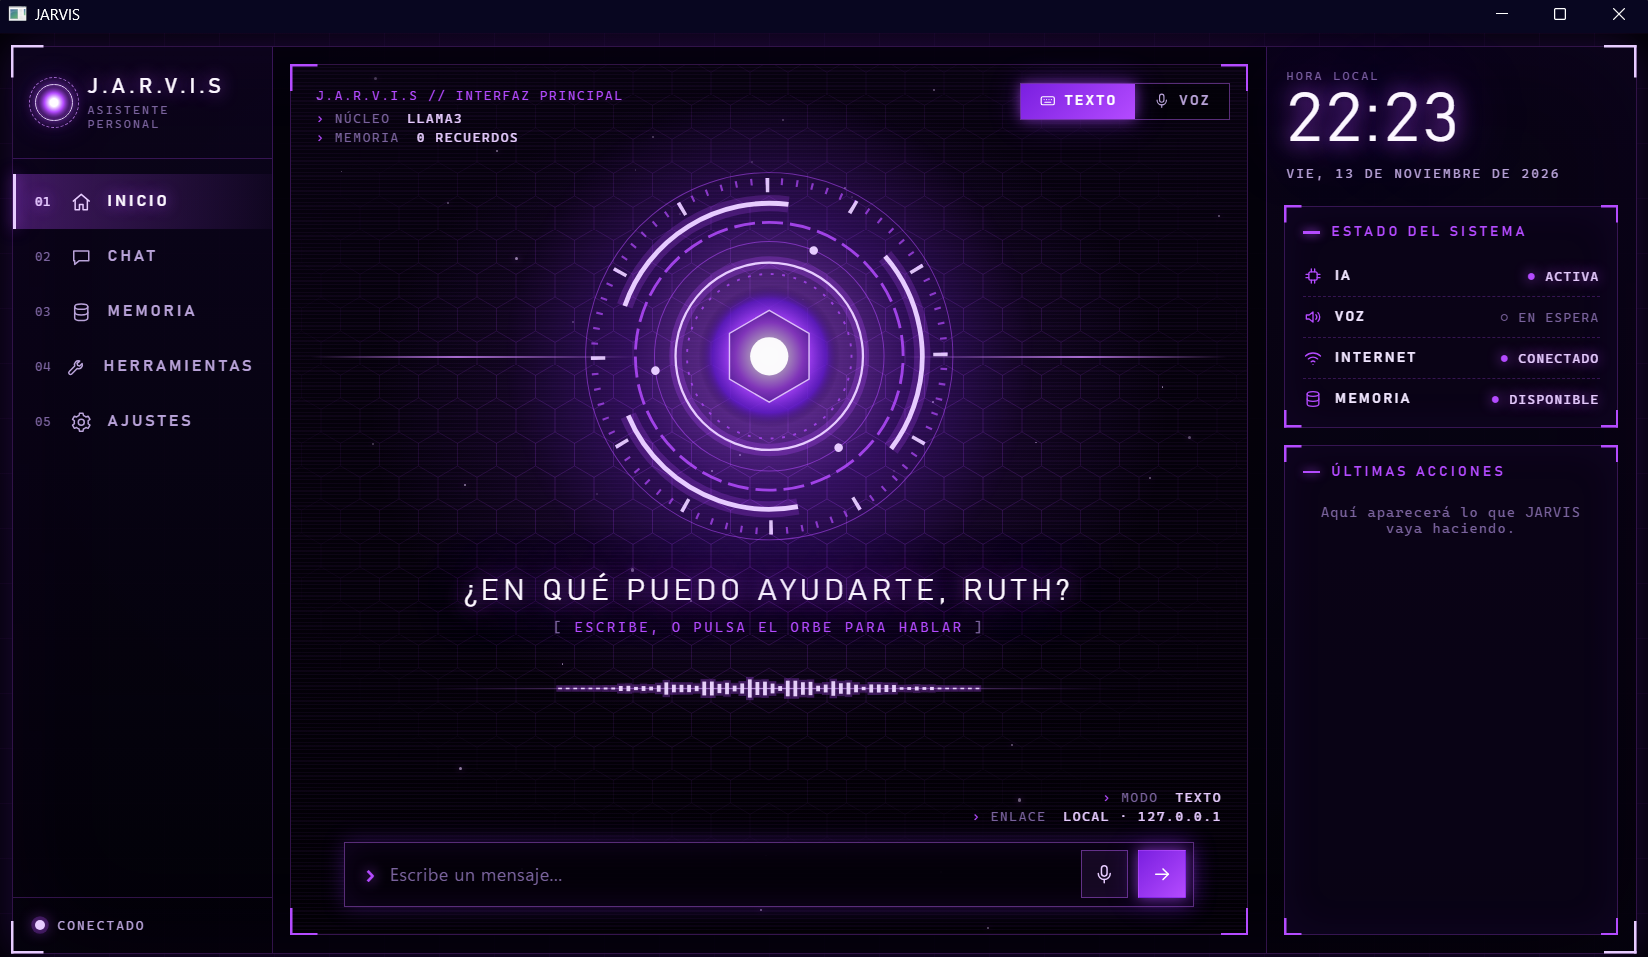 JARVIS
J.A.R.V.I.S
ASISTENTE
PERSONAL
01 INICIO
02 CHAT
03 MEMORIA
04 HERRAMIENTAS
05 AJUSTES
CONECTADO
J.A.R.V.I.S // INTERFAZ PRINCIPAL
› NÚCLEO LLAMA3
› MEMORIA 0 RECUERDOS
TEXTO
VOZ
¿EN QUÉ PUEDO AYUDARTE, RUTH?
[ ESCRIBE, O PULSA EL ORBE PARA HABLAR ]
› MODO TEXTO
› ENLACE LOCAL · 127.0.0.1
Escribe un mensaje...
HORA LOCAL
22:23
VIE, 13 DE NOVIEMBRE DE 2026
ESTADO DEL SISTEMA
IA ACTIVA
VOZ EN ESPERA
INTERNET CONECTADO
MEMORIA DISPONIBLE
ÚLTIMAS ACCIONES
Aquí aparecerá lo que JARVIS
vaya haciendo.